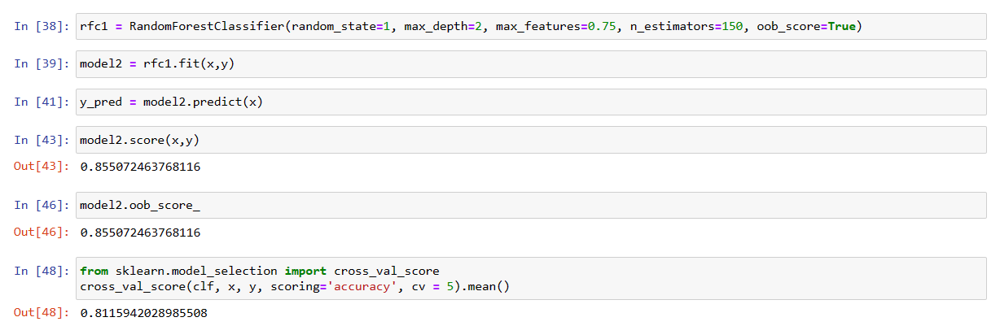 In [38]: rfc1 = RandomForestClassifier(random_state=1, max_depth=2, max_features=0.75, n_estimators=150, oob_score=True)
In [39]: model2 = rfc1.fit(x,y)
In [41]: y_pred = model2.predict(x)
In [43]: model2.score(x,y)
Out[43]: 0.855072463768116
In [46]: model2.oob_score_
Out[46]: 0.855072463768116
In [48]: from sklearn.model_selection import cross_val_score
cross_val_score(clf, x, y, scoring='accuracy', cv = 5).mean()
Out[48]: 0.8115942028985508